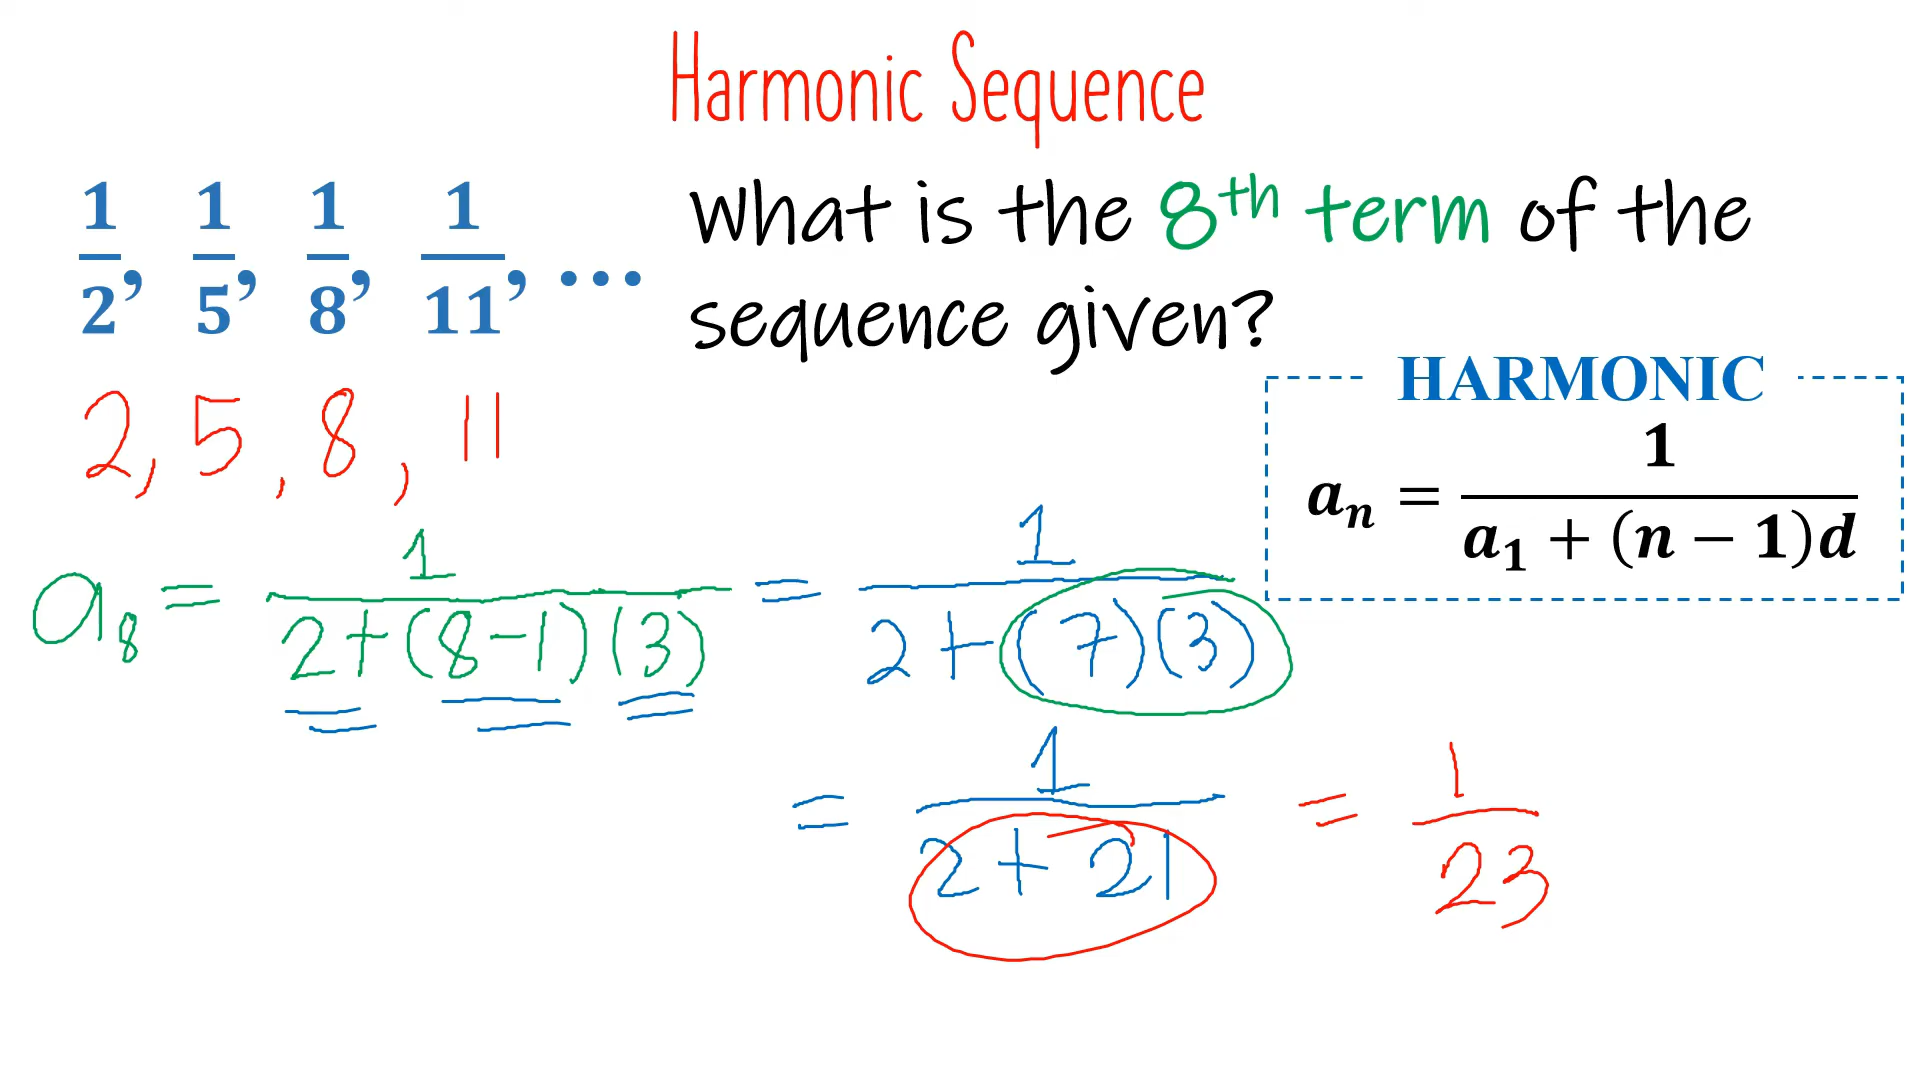 Harmonic Sequence
1/2, 1/5, 1/8, 1/11, ...
What is the 8th term of the
sequence given?
2, 5, 8, 11
HARMONIC
aₙ = 1/(a₁ + (n − 1)d)
a₈ = 1/(2+(8-1)(3)) = 1/(2+(7)(3))
= 1/(2+21) = 1/23